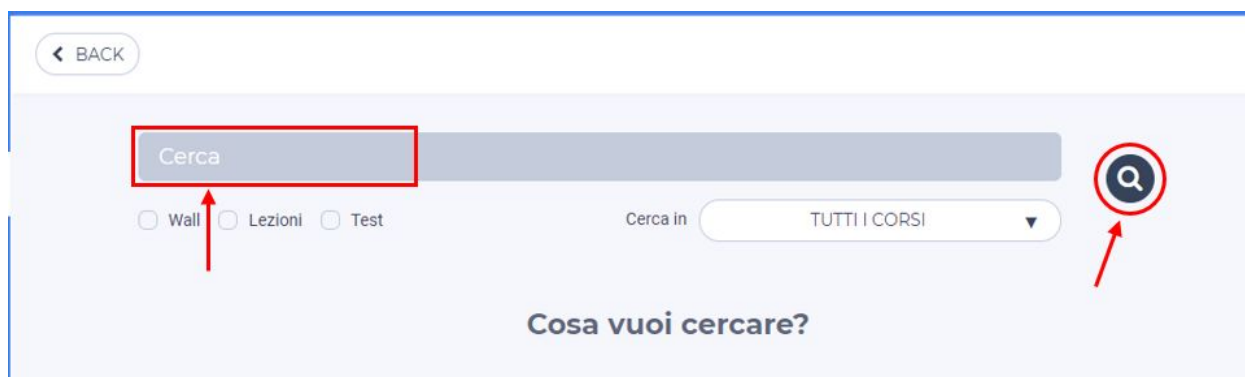 BACK
Cerca
Wall Lezioni Test Cerca in TUTTI I CORSI
Cosa vuoi cercare?